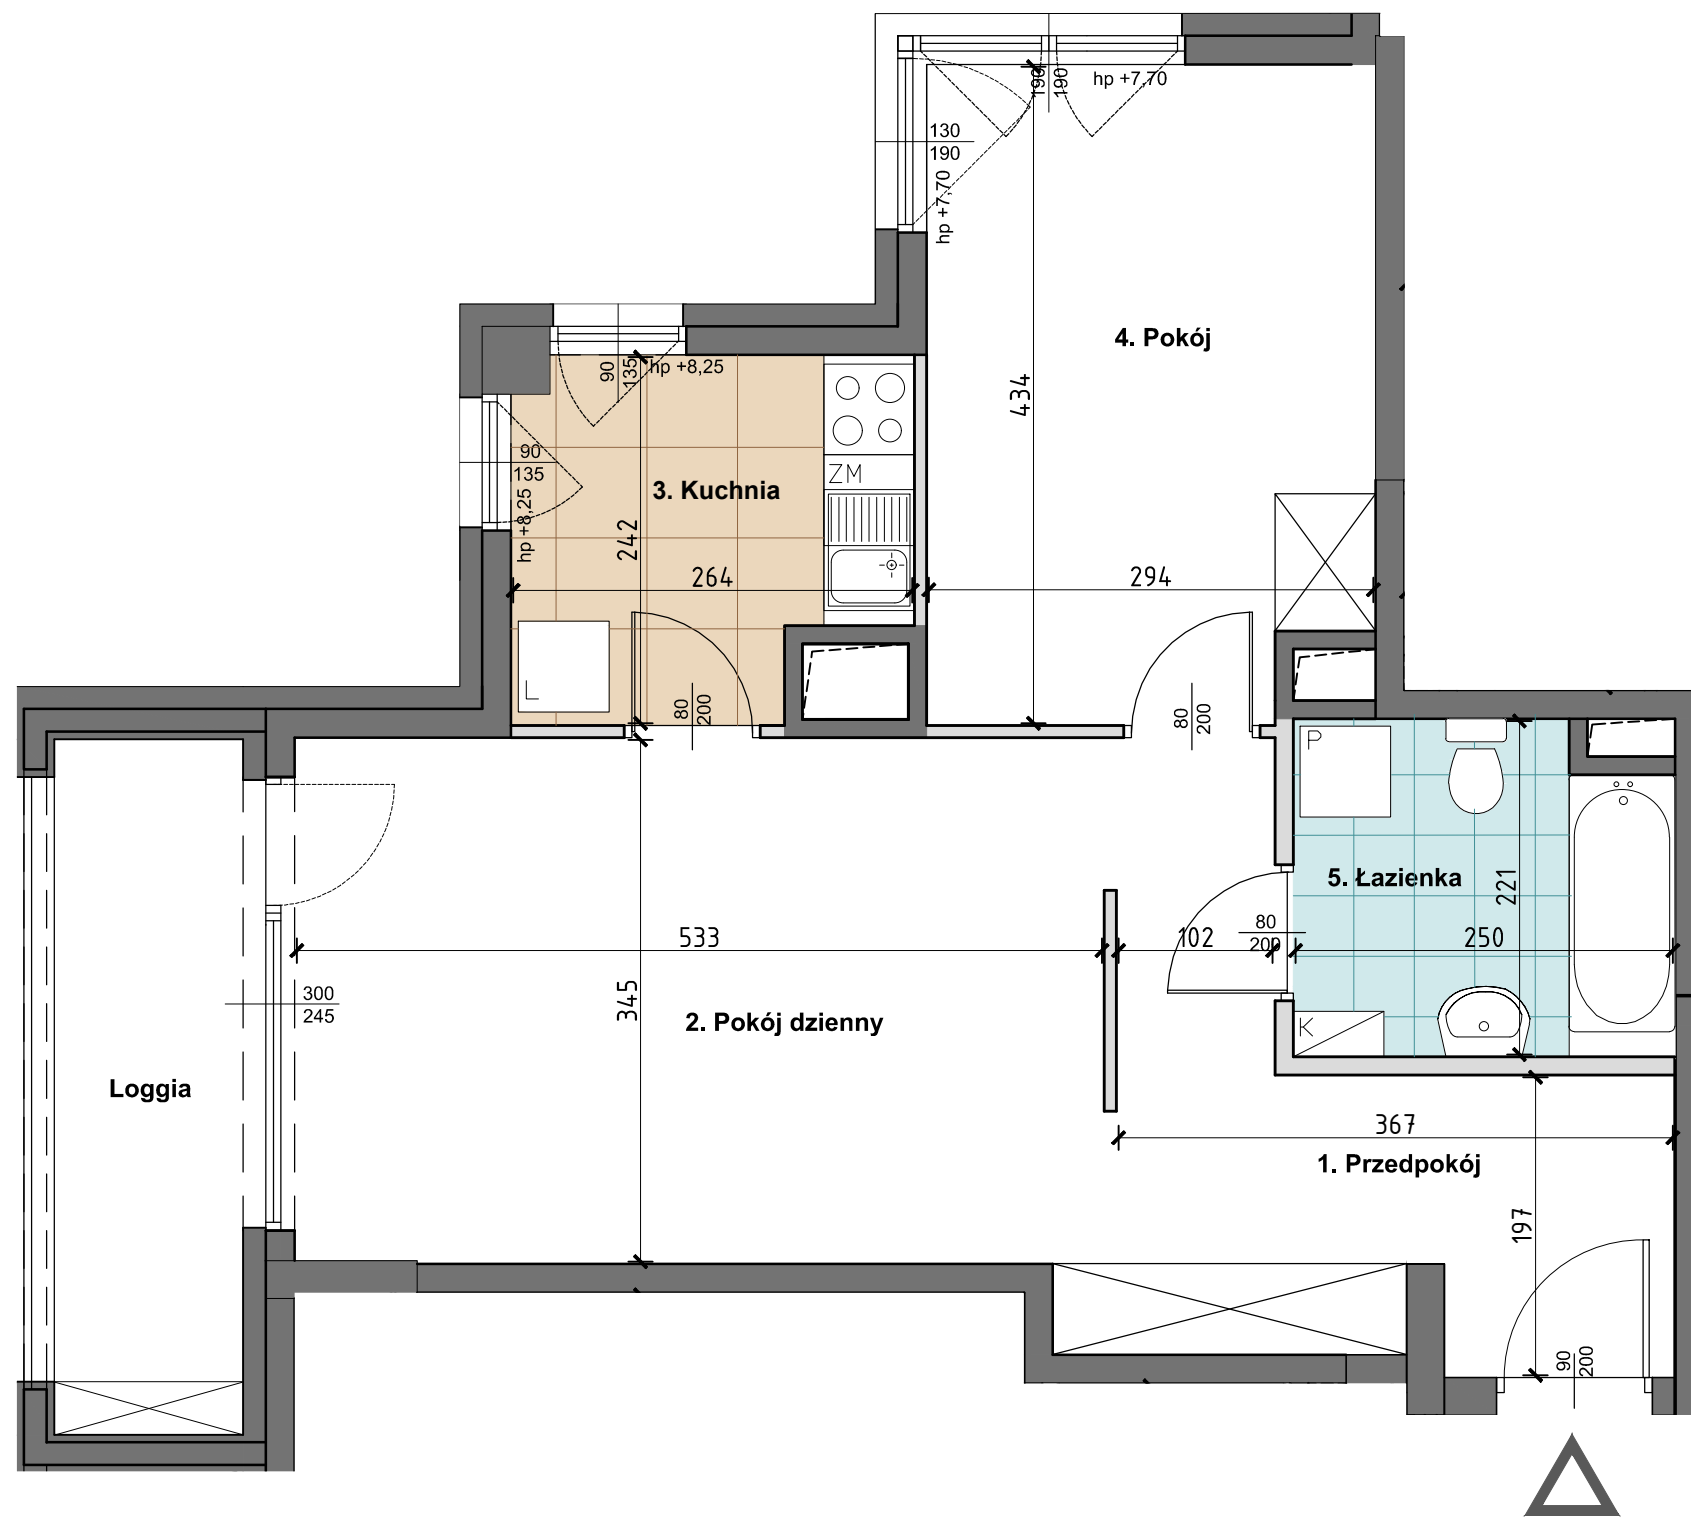 190
190
hp +7,70
130
190
hp +7,70
4. Pokój
434
90
135
hp +8,25
90
135
hp +8,25
ZM
3. Kuchnia
242
264
294
L
80
200
80
200
P
5. Łazienka
221
80
200
533
102
250
345
300
245
2. Pokój dzienny
K
Loggia
367
1. Przedpokój
197
90
200